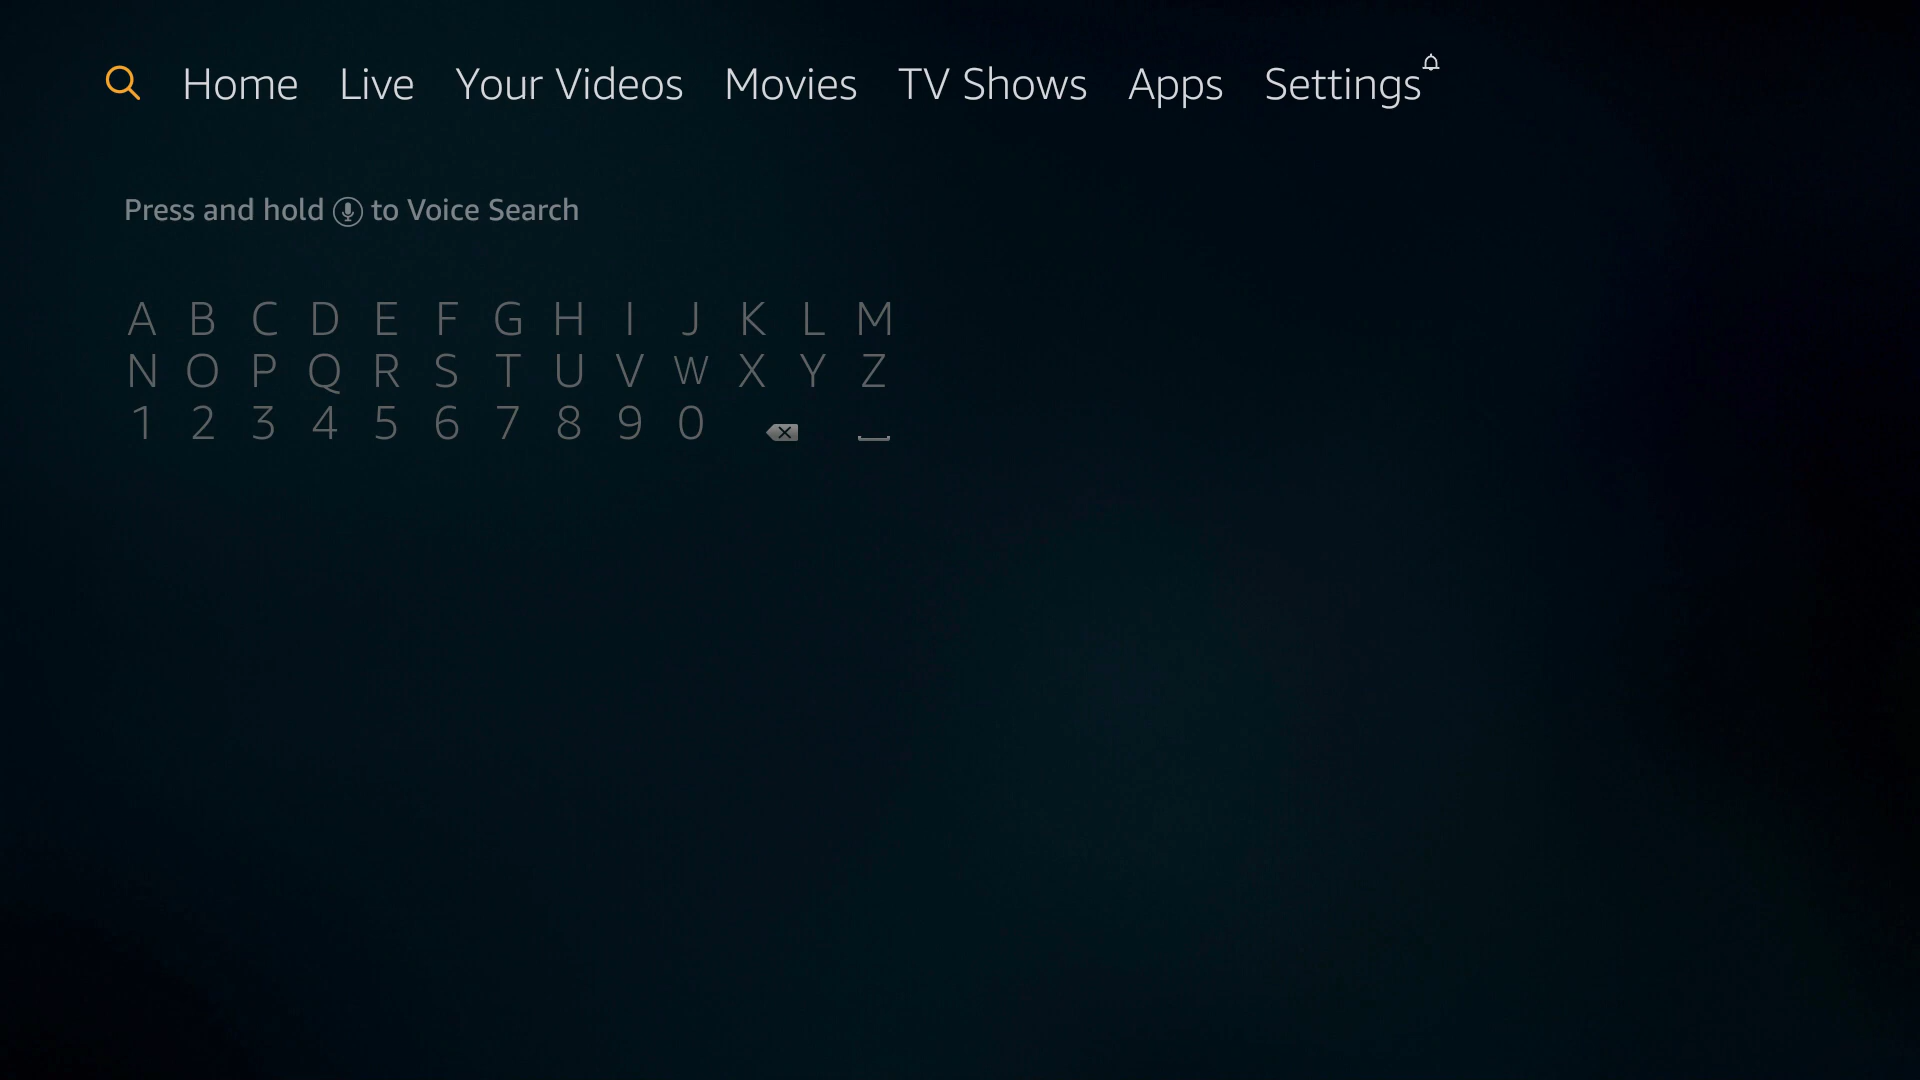 Home Live Your Videos Movies TV Shows Apps Settings
Press and hold to Voice Search
A B C D E F G H I J K L M
N O P Q R S T U V W X Y Z
1 2 3 4 5 6 7 8 9 0